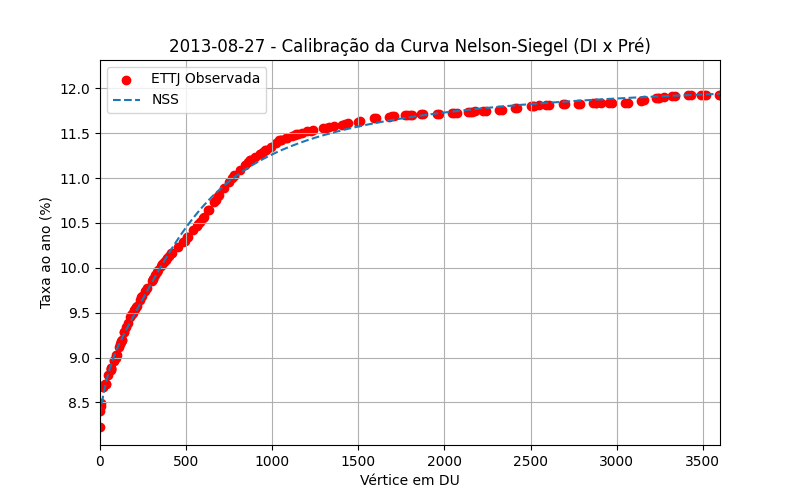 2013-08-27 - Calibração da Curva Nelson-Siegel (DI x Pré)
ETTJ Observada
NSS
Taxa ao ano (%)
12.0
11.5
11.0
10.5
10.0
9.5
9.0
8.5
0 500 1000 1500 2000 2500 3000 3500
Vértice em DU